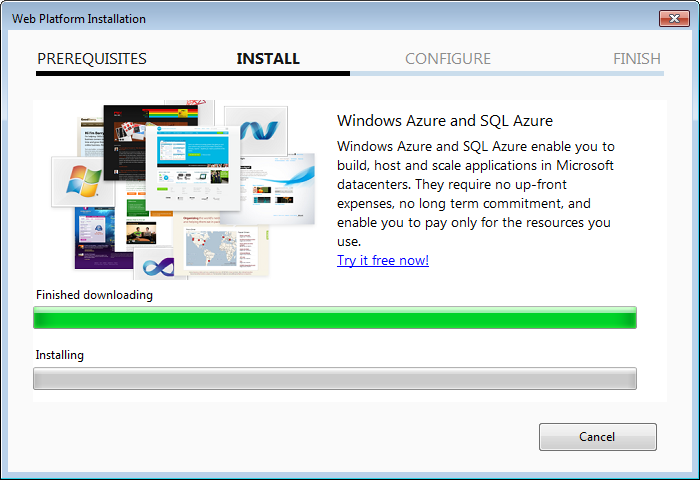 Web Platform Installation
PREREQUISITES
INSTALL
CONFIGURE
FINISH
Windows Azure and SQL Azure
Windows Azure and SQL Azure enable you to
build, host and scale applications in Microsoft
datacenters. They require no up-front
expenses, no long term commitment, and
enable you to pay only for the resources you
use.
Try it free now!
Finished downloading
Installing
Cancel